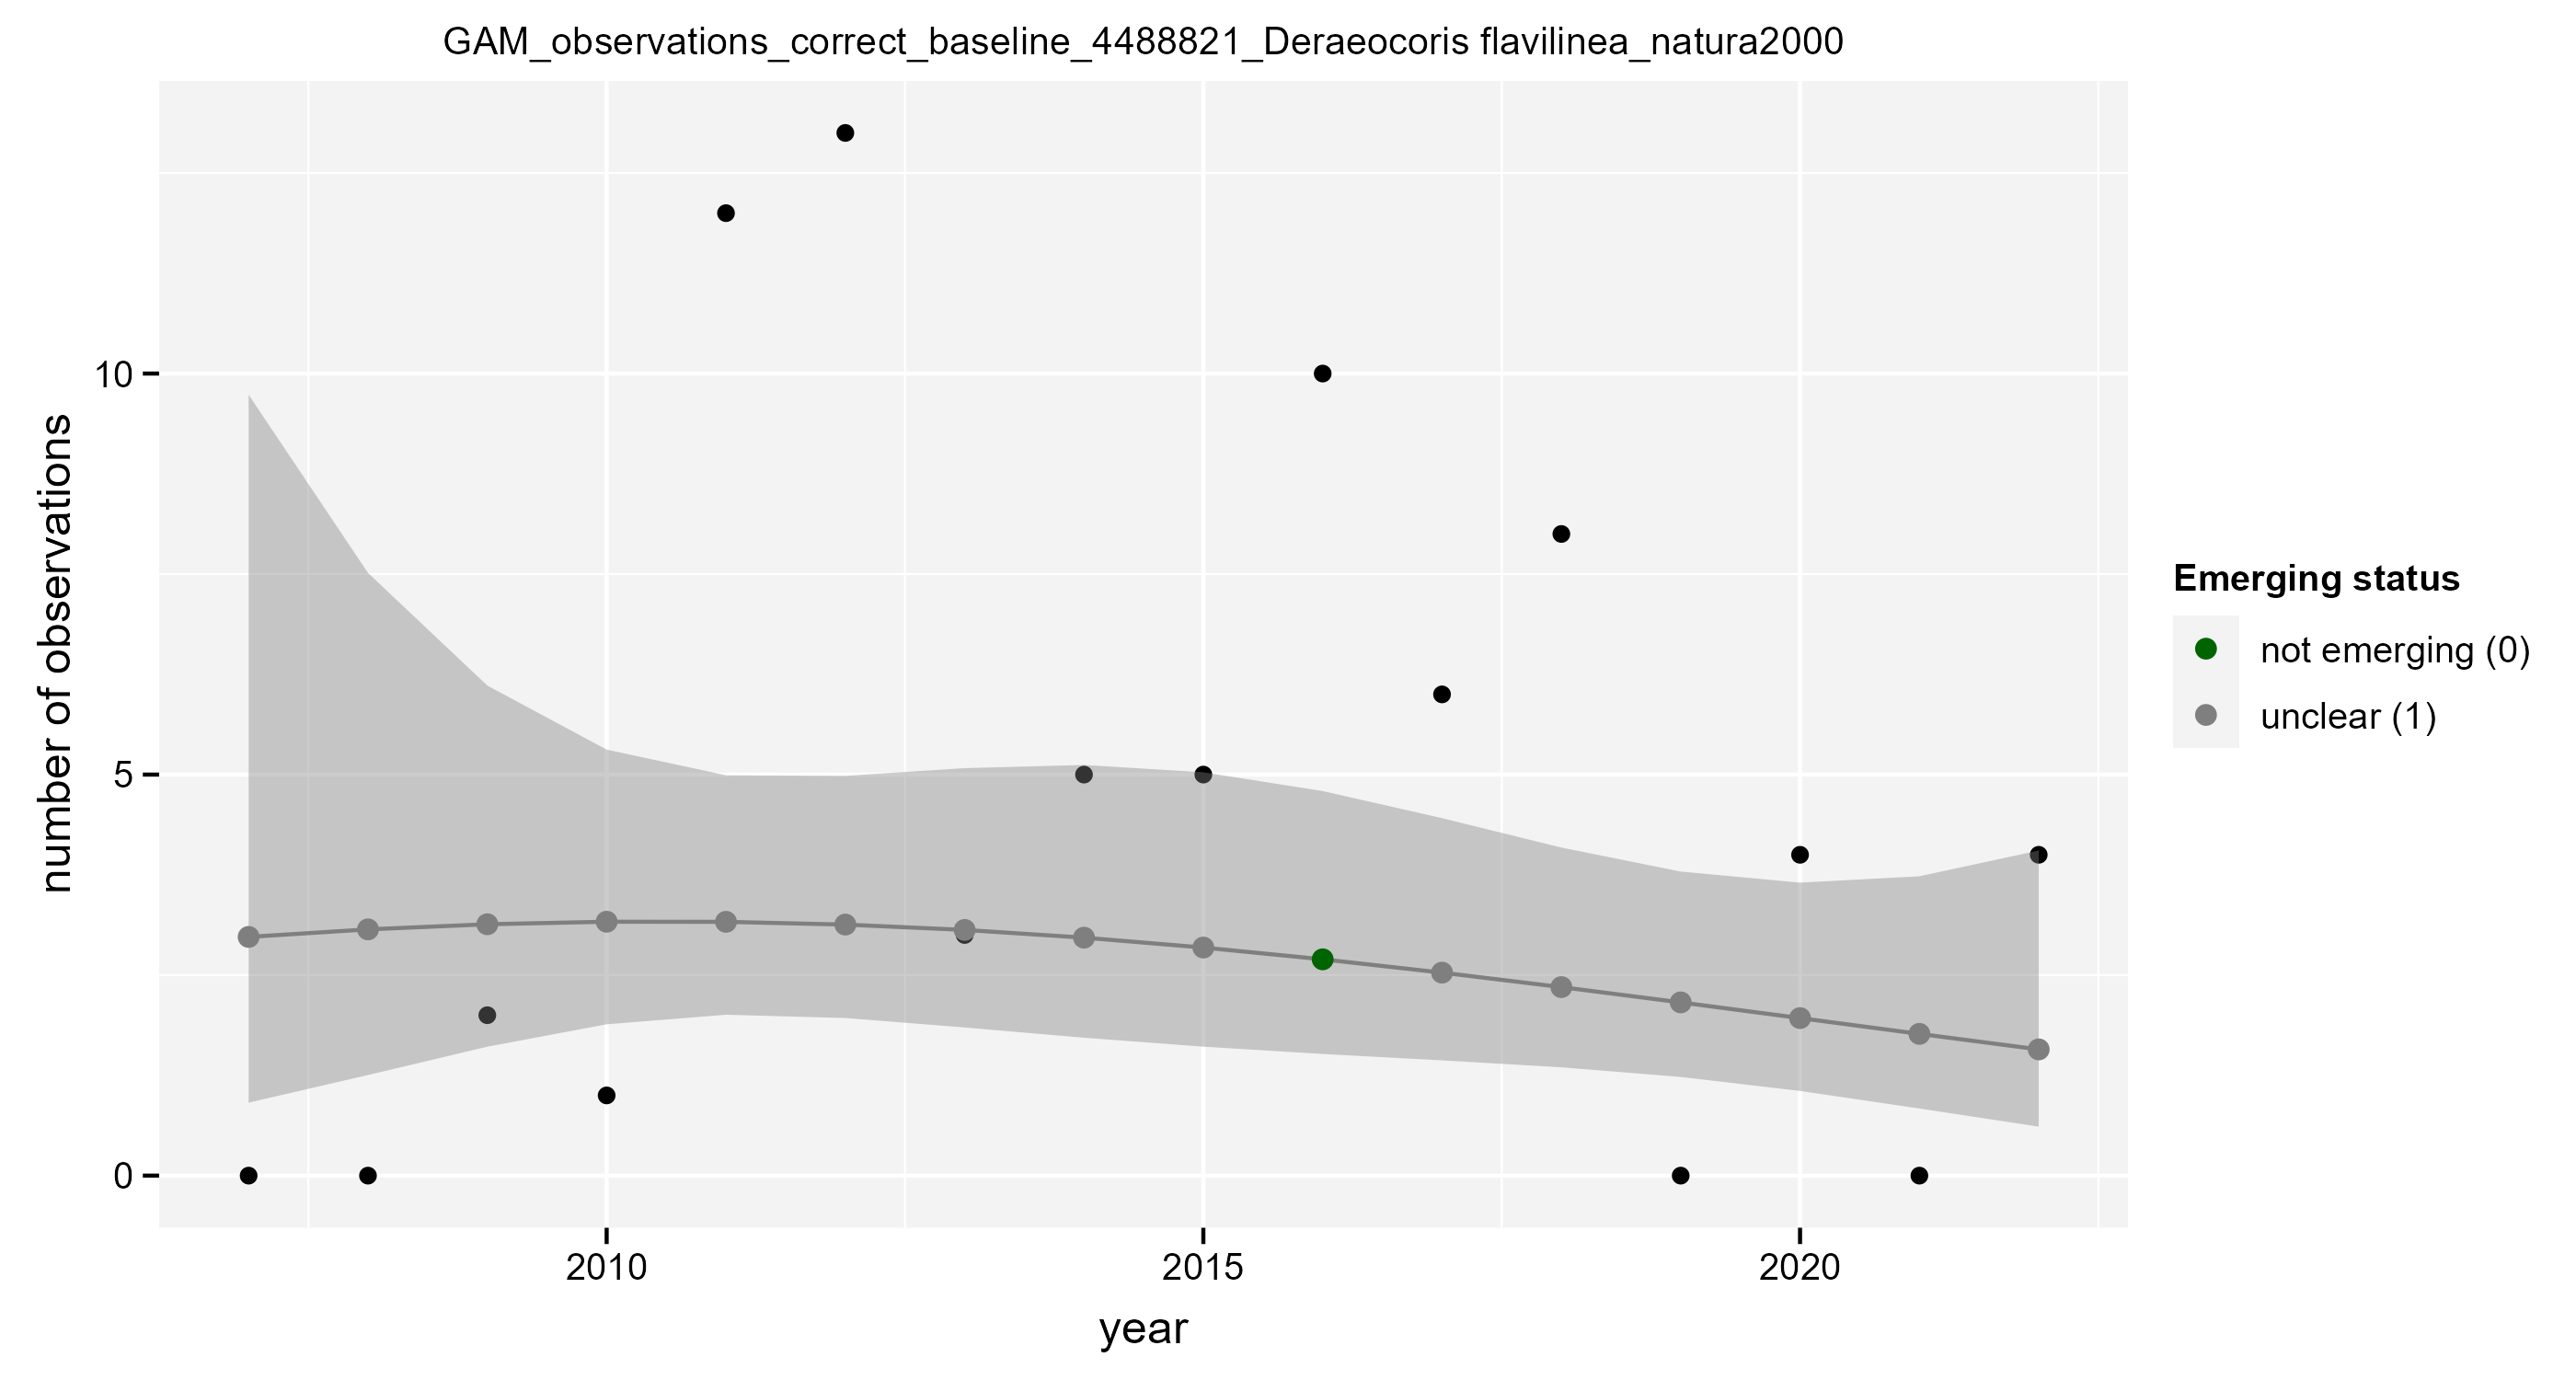 GAM_observations_correct_baseline_4488821_Deraeocoris flavilinea_natura2000
10
5
0
number of observations
2010
2015
2020
year
Emerging status
not emerging (0)
unclear (1)